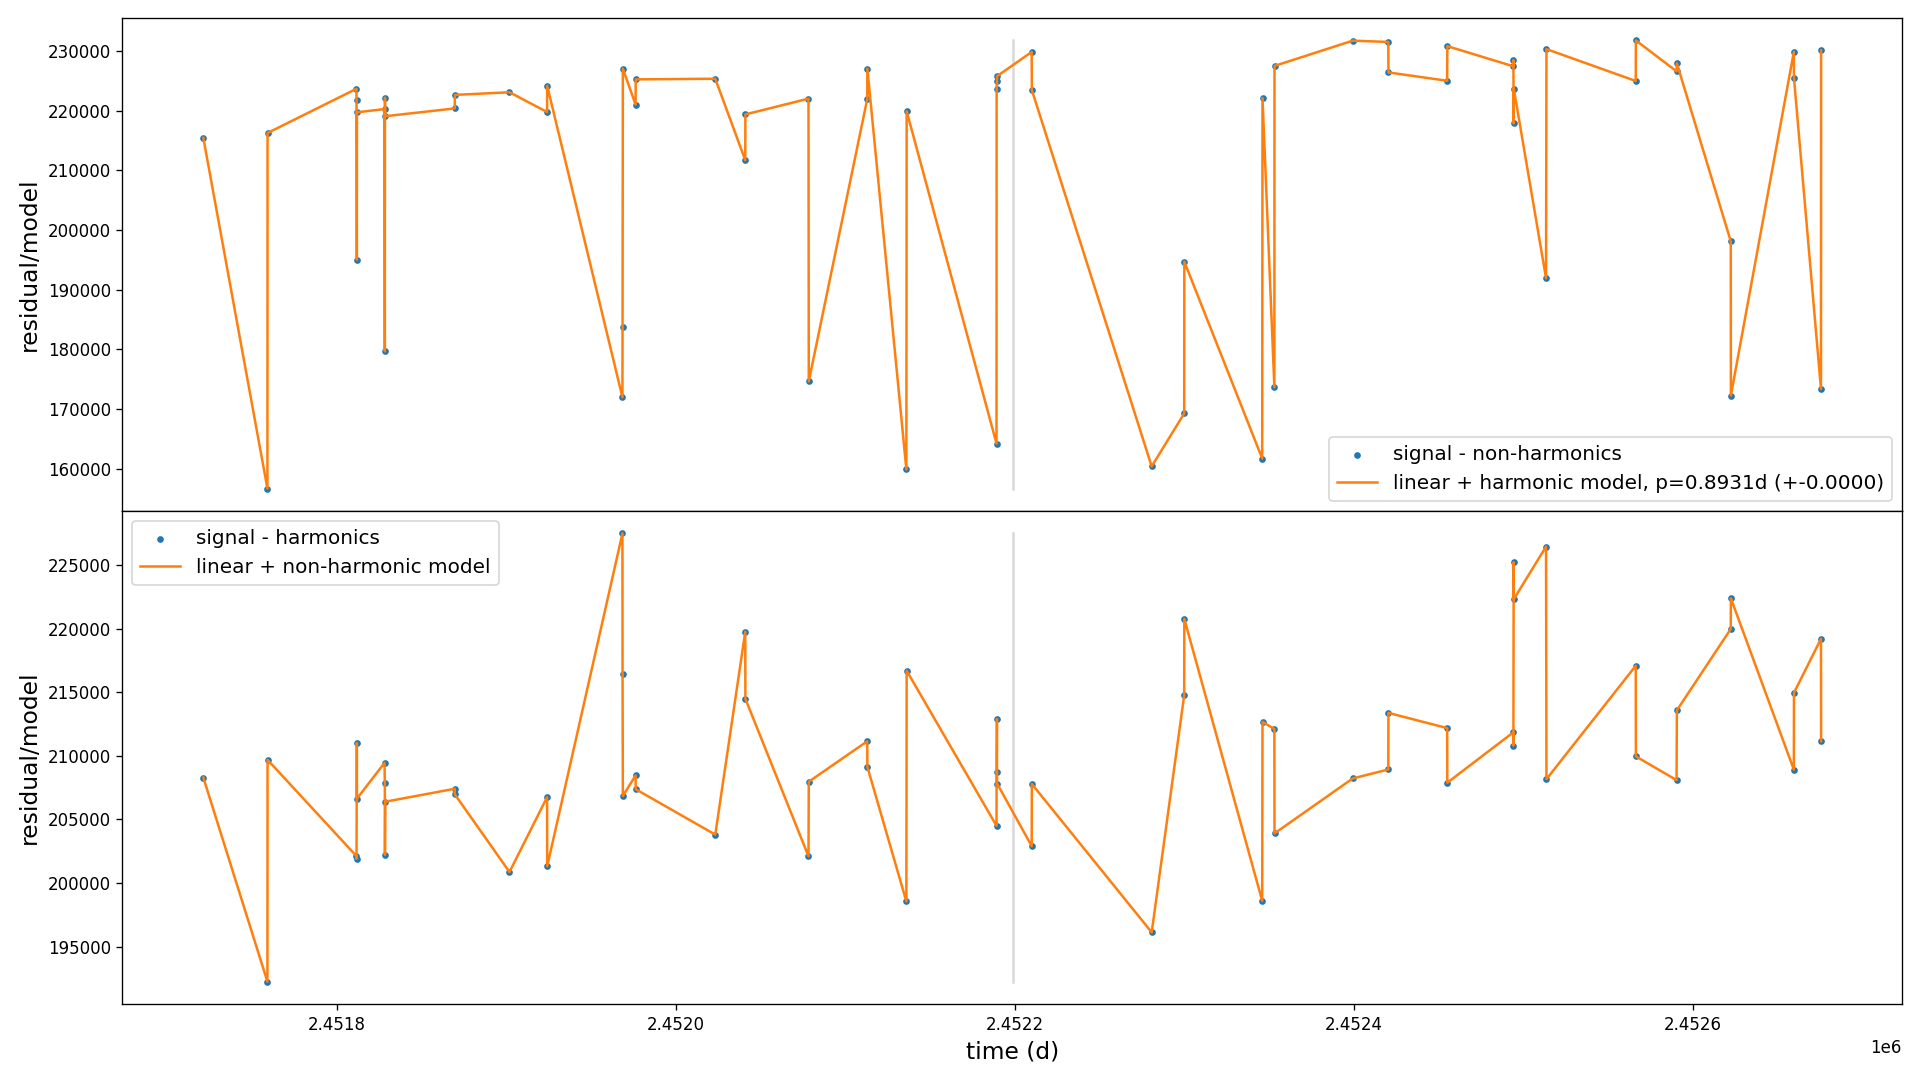 230000
220000
210000
200000
190000
180000
170000
160000
residual/model
signal - non-harmonics
linear + harmonic model, p=0.8931d (+-0.0000)
signal - harmonics
linear + non-harmonic model
225000
220000
215000
210000
205000
200000
195000
residual/model
2.4518
2.4520
2.4522
2.4524
2.4526
time (d)
1e6